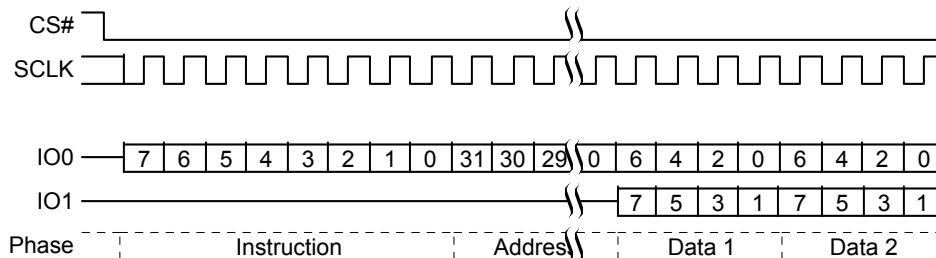 CS#
SCLK
IO0 7 6 5 4 3 2 1 0 31 30 29 0 6 4 2 0 6 4 2 0
IO1 7 5 3 1 7 5 3 1
Phase Instruction Address Data 1 Data 2